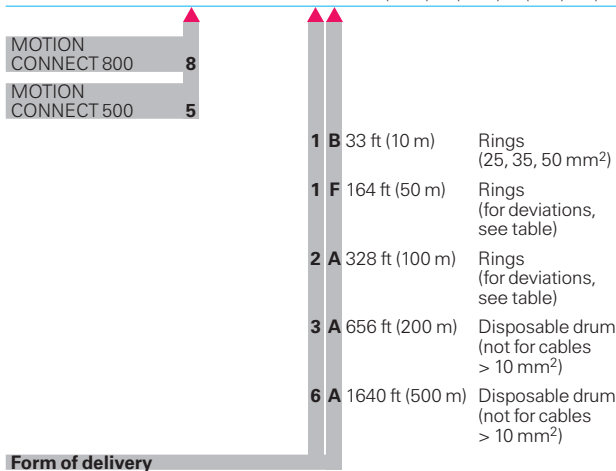 MOTION
CONNECT 800 8
MOTION
CONNECT 500 5
1 B 33 ft (10 m) Rings
(25, 35, 50 mm²)
1 F 164 ft (50 m) Rings
(for deviations,
see table)
2 A 328 ft (100 m) Rings
(for deviations,
see table)
3 A 656 ft (200 m) Disposable drum
(not for cables
> 10 mm²)
6 A 1640 ft (500 m) Disposable drum
(not for cables
> 10 mm²)
Form of delivery